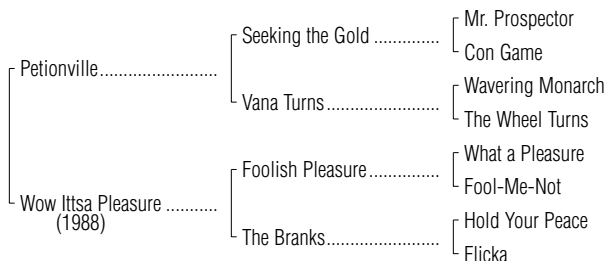 Mr. Prospector
Seeking the Gold ................
Con Game
Petionville........................
Wavering Monarch
Vana Turns .......................
The Wheel Turns
What a Pleasure
Foolish Pleasure..............
Fool-Me-Not
Wow Ittsa Pleasure ..........
(1988)
Hold Your Peace
The Branks.......................
Flicka